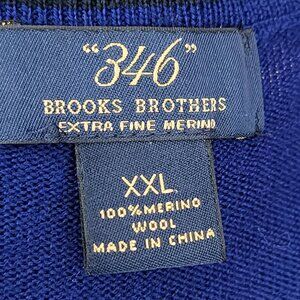 "346"
BROOKS BROTHERS
EXTRA FINE MERINO
XXL
100% MERINO
WOOL
MADE IN CHINA